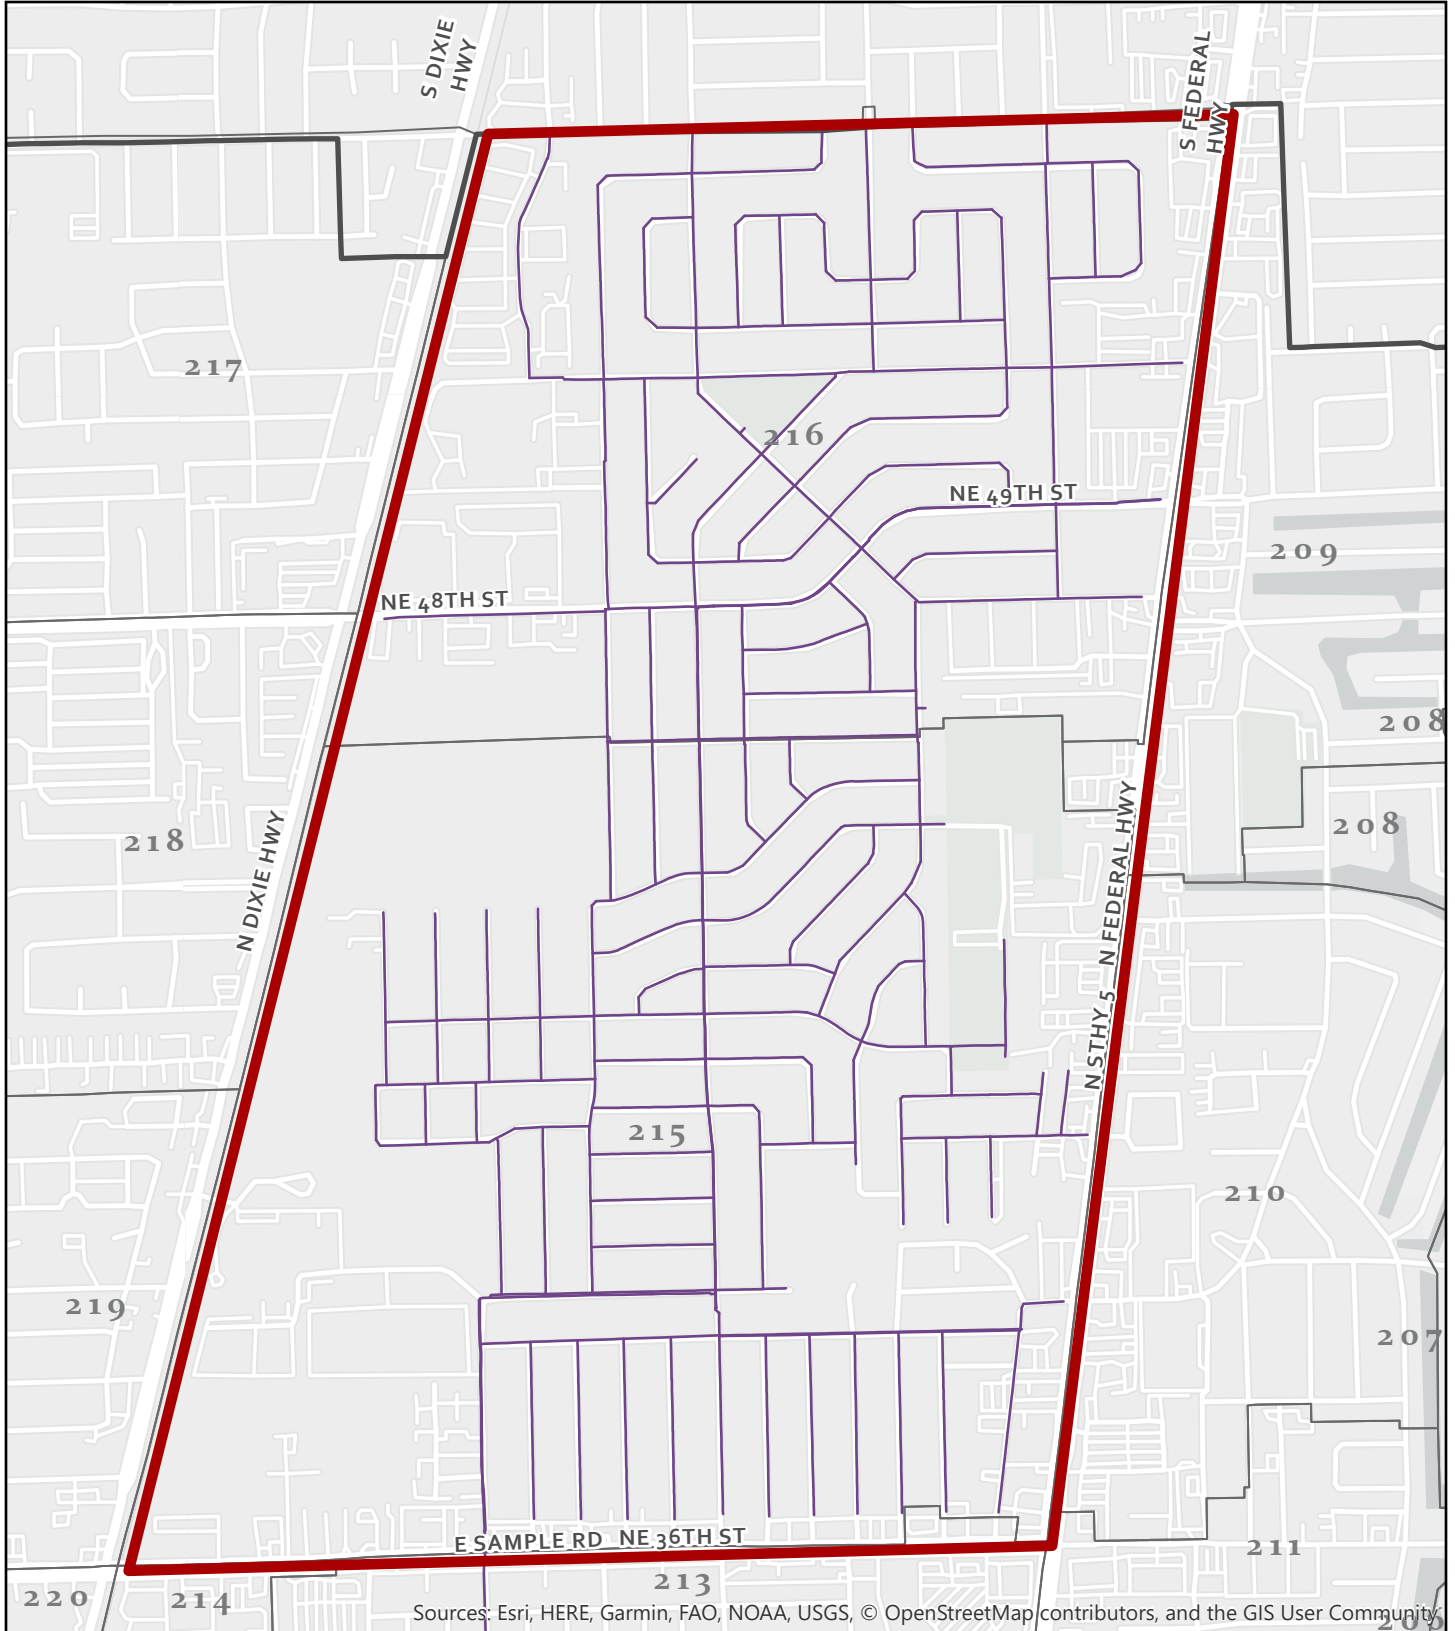 S DIXIE
HWY
S FEDERAL
HWY
217
216
NE 49TH ST
209
NE 48TH ST
208
218
N DIXIE HWY
208
N FEDERAL HWY
N STHY 5
215
210
219
207
E SAMPLE RD
NE 36TH ST
211
213
220
214
Sources: Esri, HERE, Garmin, FAO, NOAA, USGS, © OpenStreetMap contributors, and the GIS User Community